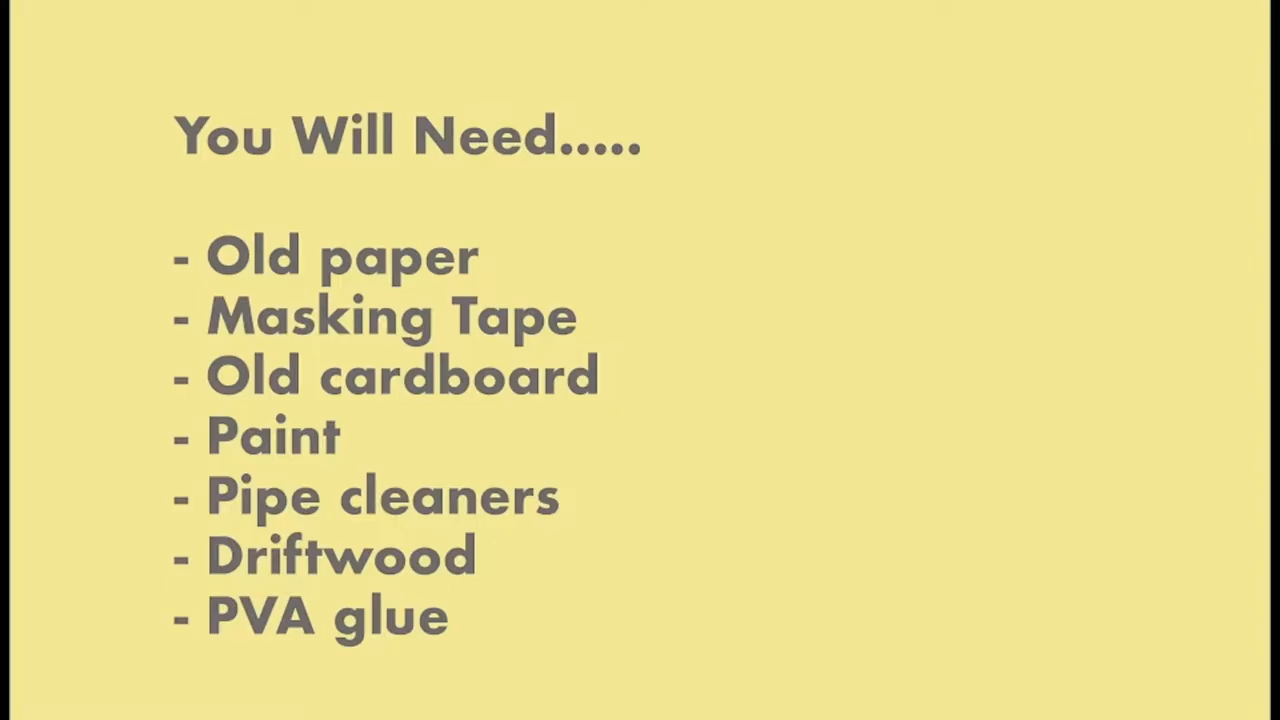 You Will Need.....
- Old paper
- Masking Tape
- Old cardboard
- Paint
- Pipe cleaners
- Driftwood
- PVA glue